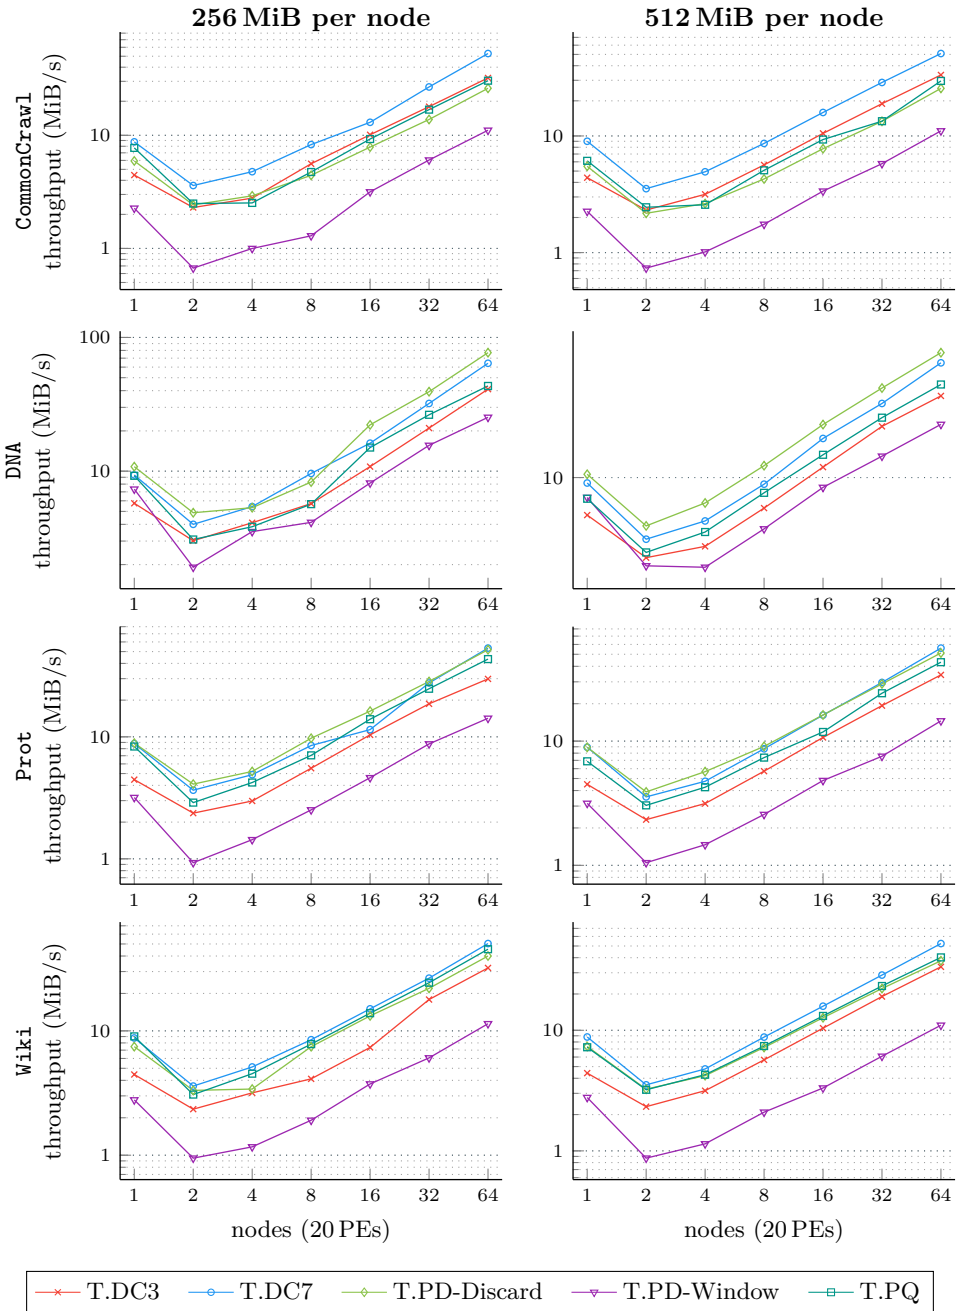 256 MiB per node 512 MiB per node
CommonCrawl
throughput (MiB/s)
10
1
1 2 4 8 16 32 64
10
1
1 2 4 8 16 32 64
DNA
throughput (MiB/s)
100
10
1 2 4 8 16 32 64
10
1 2 4 8 16 32 64
Prot
throughput (MiB/s)
10
1
1 2 4 8 16 32 64
10
1
1 2 4 8 16 32 64
Wiki
throughput (MiB/s)
10
1
1 2 4 8 16 32 64
nodes (20 PEs)
10
1
1 2 4 8 16 32 64
nodes (20 PEs)
T.DC3 T.DC7 T.PD-Discard T.PD-Window T.PQ